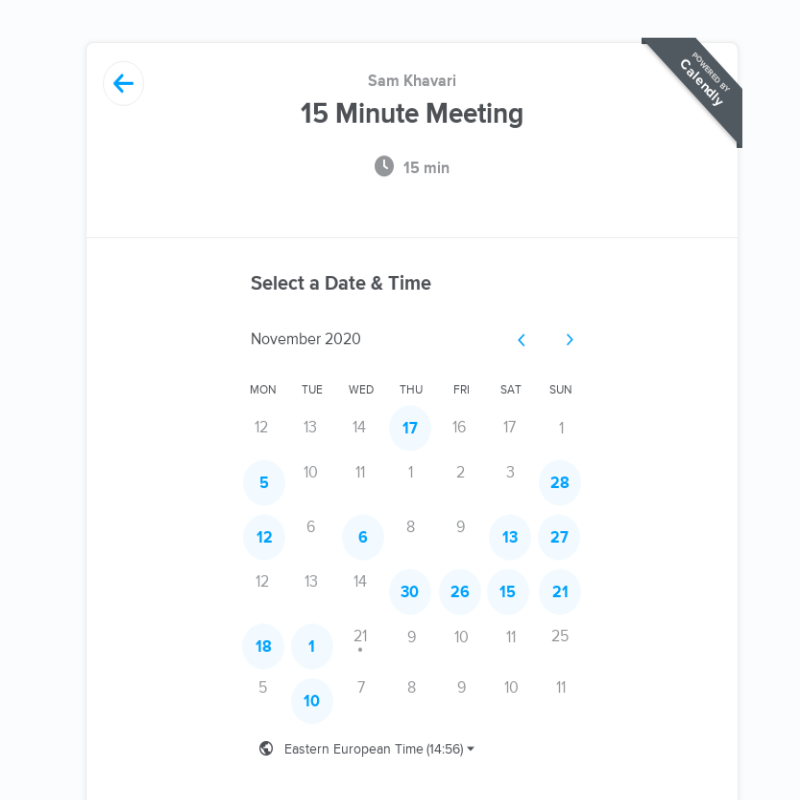 POWERED BY
Calendly
Sam Khavari
15 Minute Meeting
15 min
Select a Date & Time
November 2020
MON TUE WED THU FRI SAT SUN
12 13 14 17 16 17 1
5 10 11 1 2 3 28
12 6 6 8 9 13 27
12 13 14 30 26 15 21
18 1 21 9 10 11 25
5 10 7 8 9 10 11
Eastern European Time (14:56)